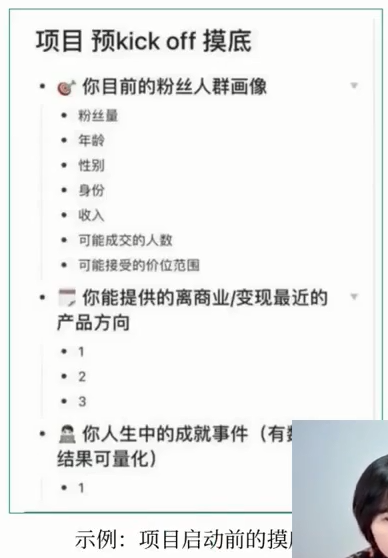 项目 预kick off 摸底
你目前的粉丝人群画像
粉丝量
年龄
性别
身份
收入
可能成交的人数
可能接受的价位范围
你能提供的离商业/变现最近的
产品方向
1
2
3
你人生中的成就事件（有
结果可量化）
1
示例：项目启动前的摸